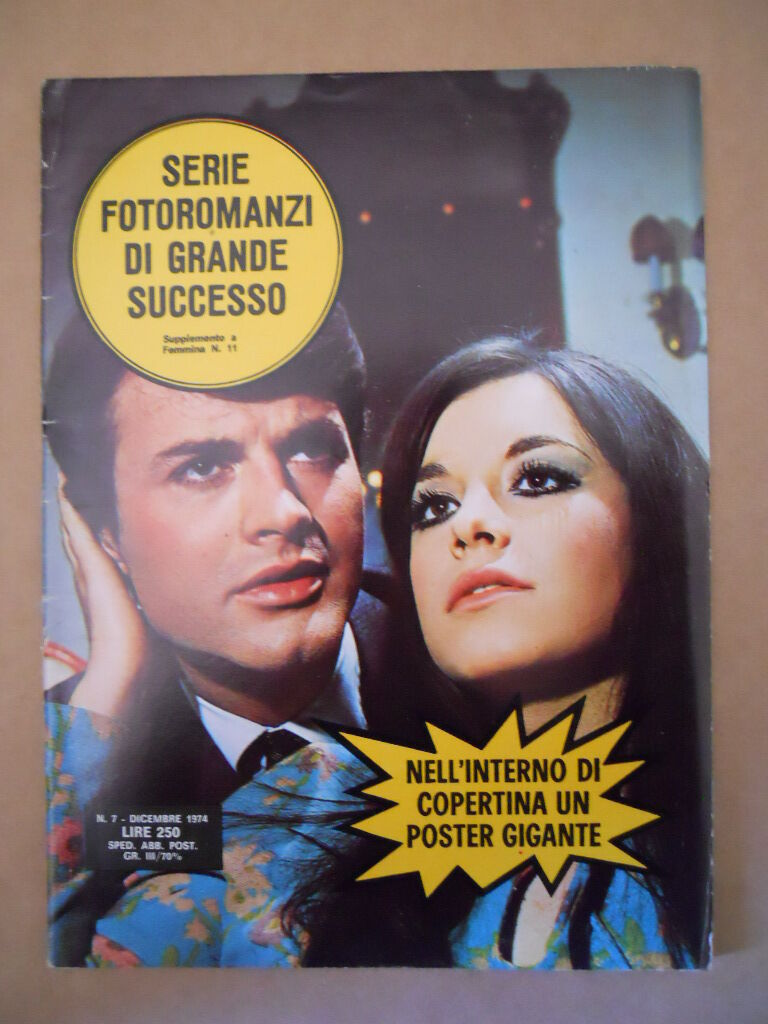 SERIE
FOTOROMANZI
DI GRANDE
SUCCESSO
Supplemento a
Femmina N. 11
NELL'INTERNO DI
COPERTINA UN
POSTER GIGANTE
N. 7 - DICEMBRE 1974
LIRE 250
SPED. ABB. POST.
GR. III/70%